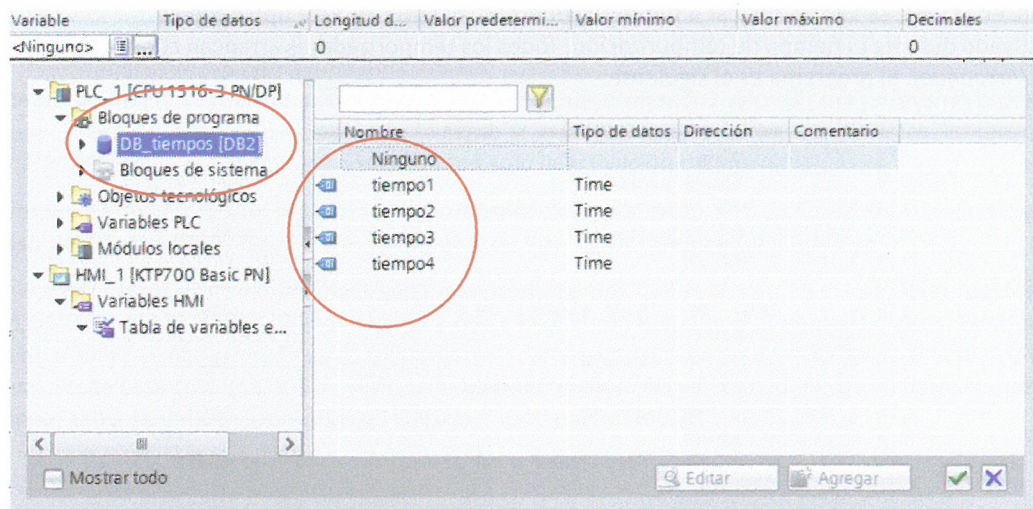 Variable Tipo de datos Longitud d... Valor predetermi... Valor mínimo Valor máximo Decimales
<Ninguno> ... 0 0
PLC_1 [CPU 1516-3 PN/DP]
Bloques de programa
DB_tiempos [DB2]
Bloques de sistema
Objetos tecnológicos
Variables PLC
Módulos locales
HMI_1 [KTP700 Basic PN]
Variables HMI
Tabla de variables e...
Nombre Tipo de datos Dirección Comentario
Ninguno
tiempo1 Time
tiempo2 Time
tiempo3 Time
tiempo4 Time
Mostrar todo Editar Agregar